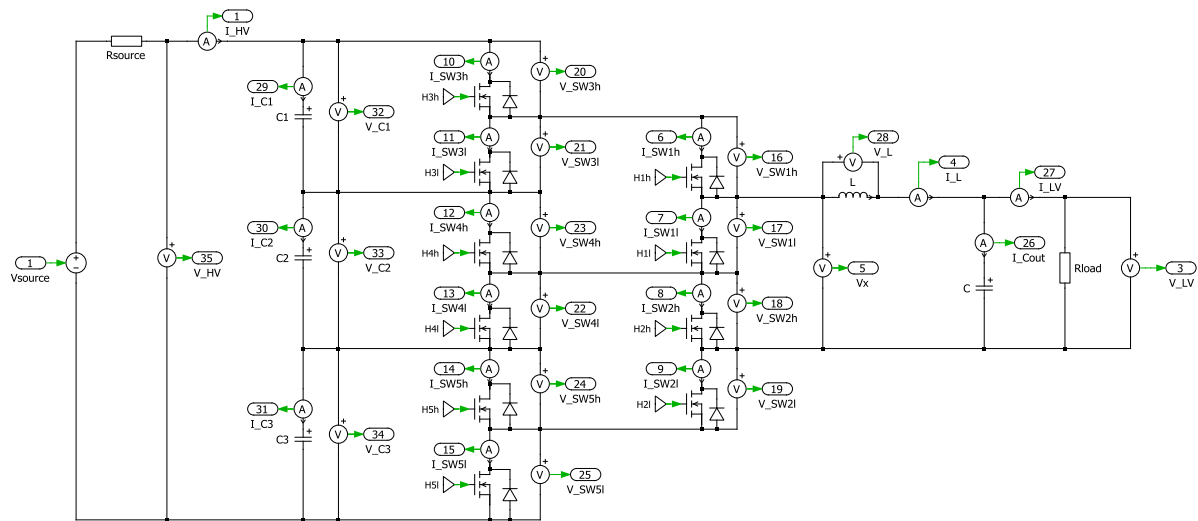 1
I_HV
Rsource
A
10
I_SW3h
A
20
V
V_SW3h
29
I_C1
A
H3h
C1
+
32
V
V_C1
11
I_SW3l
A
21
V
V_SW3l
6
I_SW1h
A
16
V
V_SW1h
28
V_L
V
H3l
H1h
L
4
I_L
A
27
I_LV
A
30
I_C2
A
12
I_SW4h
A
23
V
V_SW4h
7
I_SW1l
A
17
V
V_SW1l
26
I_Cout
A
1
Vsource
35
V
V_HV
C2
+
33
V
V_C2
H4h
H1l
5
V
Vx
C
+
Rload
3
V
V_LV
13
I_SW4l
A
22
V
V_SW4l
8
I_SW2h
A
18
V
V_SW2h
H4l
H2h
14
I_SW5h
A
24
V
V_SW5h
9
I_SW2l
A
19
V
V_SW2l
31
I_C3
A
H5h
H2l
C3
+
34
V
V_C3
15
I_SW5l
A
25
V
V_SW5l
H5l